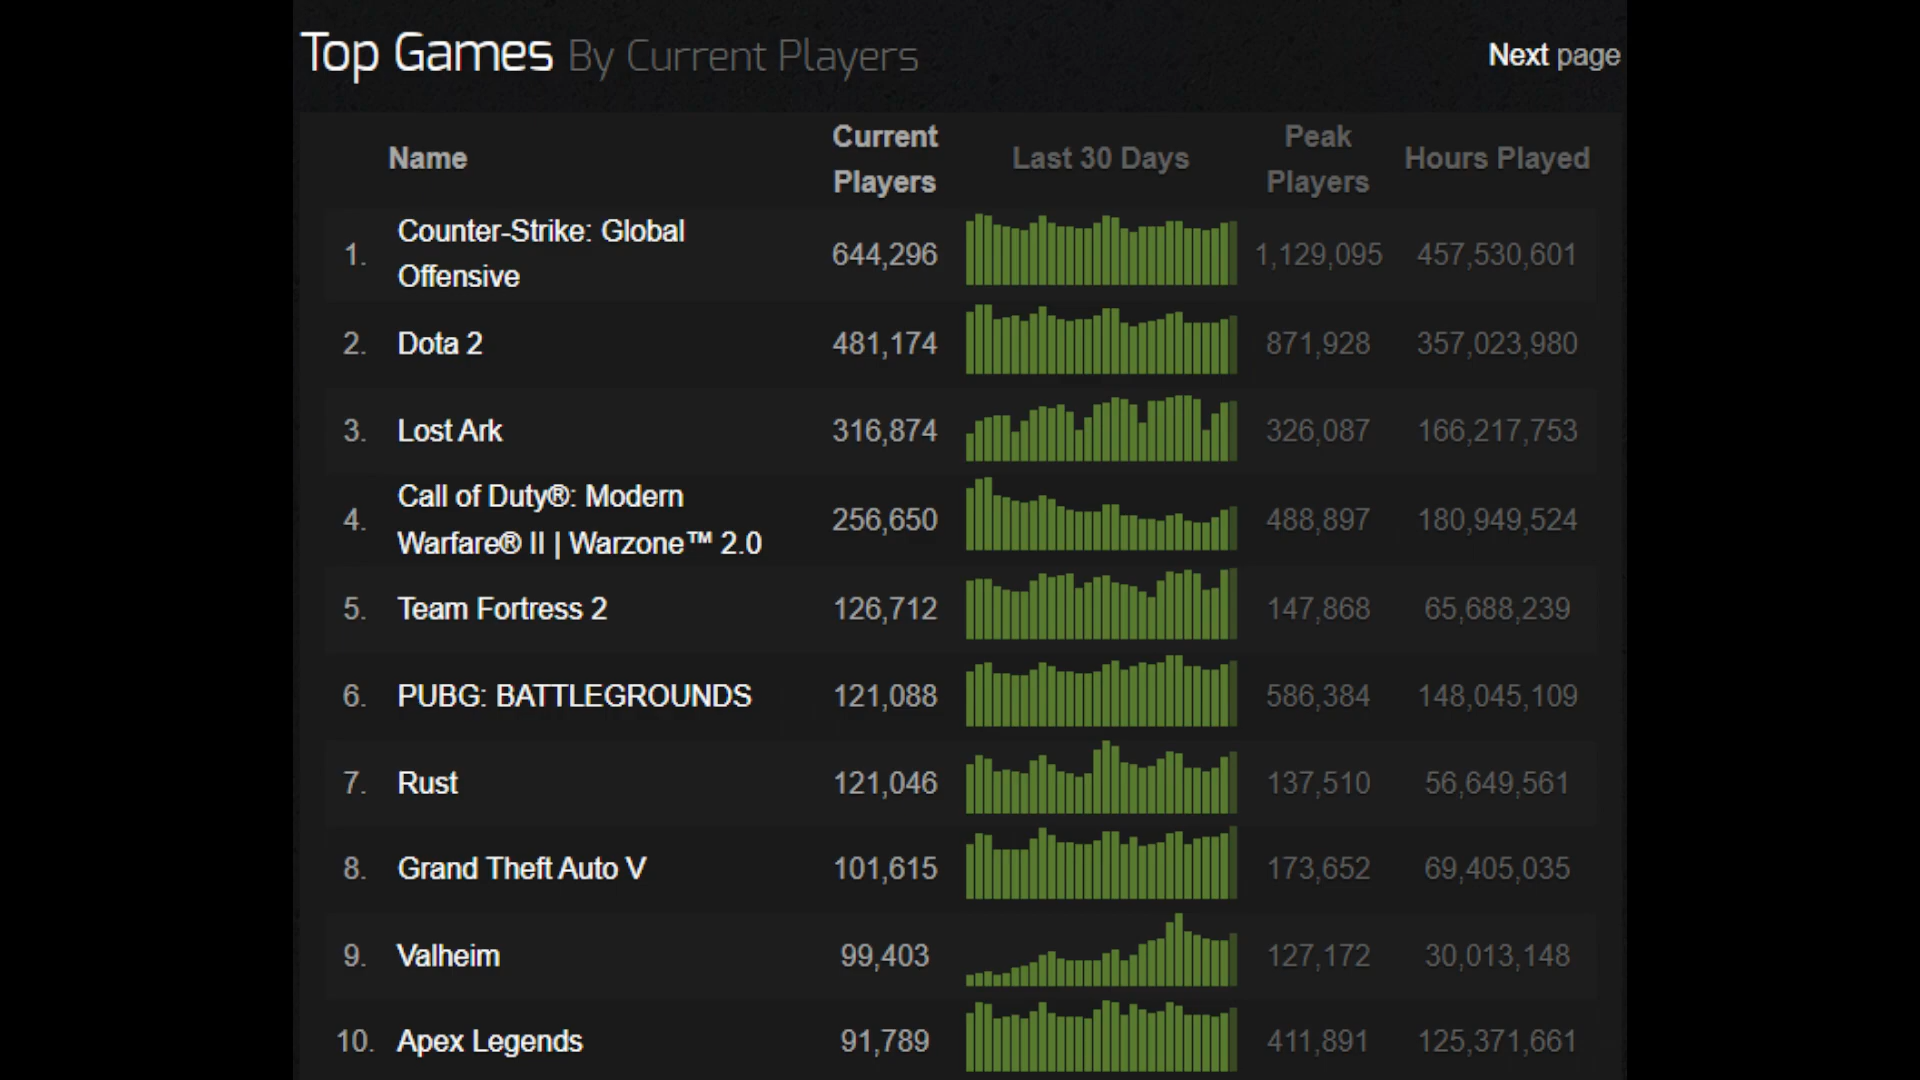 Top Games By Current Players
Next page
Name Current Players Last 30 Days Peak Players Hours Played
1. Counter-Strike: Global Offensive 644,296 1,129,095 457,530,601
2. Dota 2 481,174 871,928 357,023,980
3. Lost Ark 316,874 326,087 166,217,753
4. Call of Duty®: Modern Warfare® II | Warzone™ 2.0 256,650 488,897 180,949,524
5. Team Fortress 2 126,712 147,868 65,688,239
6. PUBG: BATTLEGROUNDS 121,088 586,384 148,045,109
7. Rust 121,046 137,510 56,649,561
8. Grand Theft Auto V 101,615 173,652 69,405,035
9. Valheim 99,403 127,172 30,013,148
10. Apex Legends 91,789 411,891 125,371,661